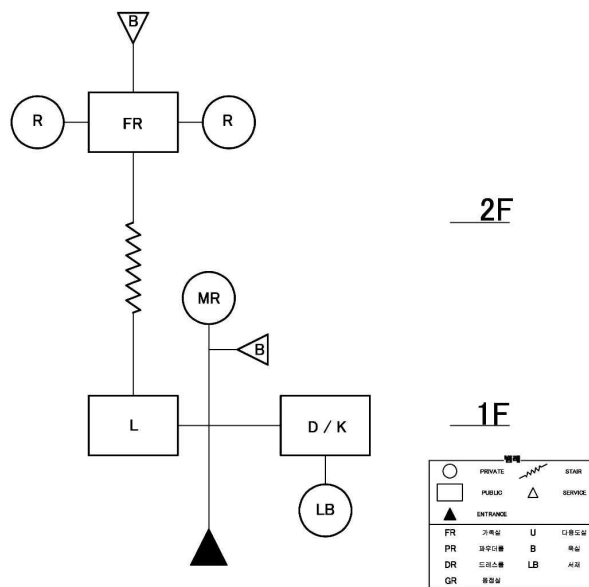 B
R FR R
2F
MR
B
L D / K 1F
LB
범례
PRIVATE STAIR
PUBLIC SERVICE
ENTRANCE
FR 가족실 U 다용도실
PR 파우더룸 B 욕실
DR 드레스룸 LB 서재
GR 응접실